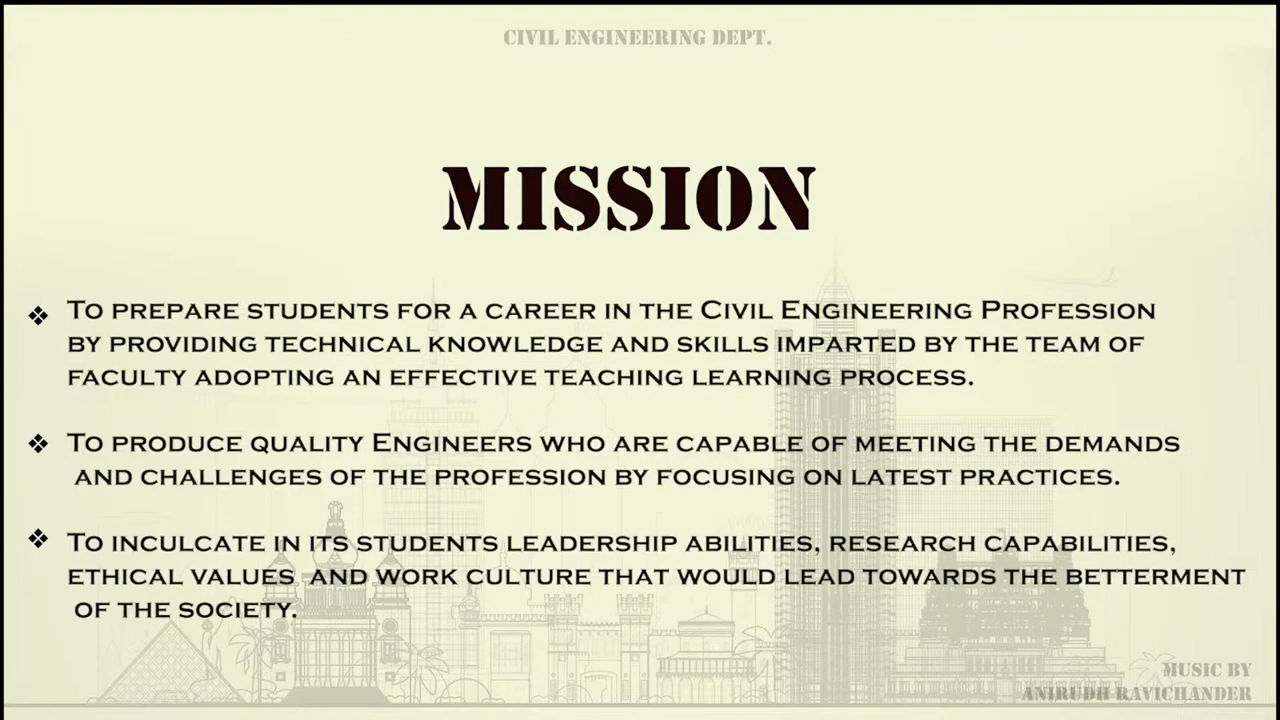 CIVIL ENGINEERING DEPT.
MISSION
❖ To prepare students for a career in the Civil Engineering Profession
by providing technical knowledge and skills imparted by the team of
faculty adopting an effective teaching learning process.
❖ To produce quality Engineers who are capable of meeting the demands
and challenges of the profession by focusing on latest practices.
❖ To inculcate in its students leadership abilities, research capabilities,
ethical values and work culture that would lead towards the betterment
of the society.
MUSIC BY
ANIRUDH RAVICHANDER